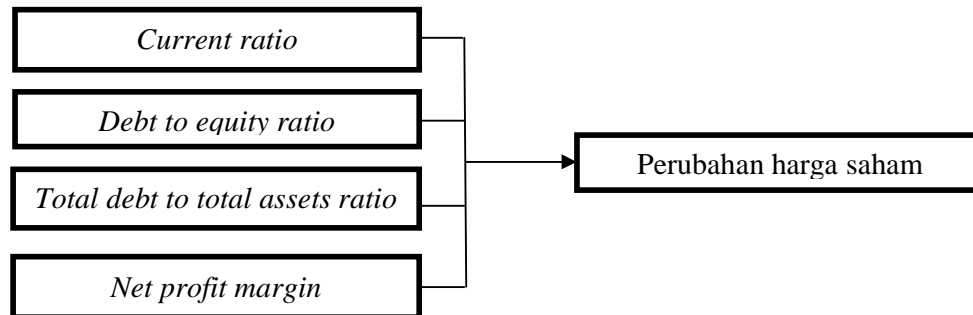 Current ratio
Debt to equity ratio
Total debt to total assets ratio
Net profit margin
Perubahan harga saham